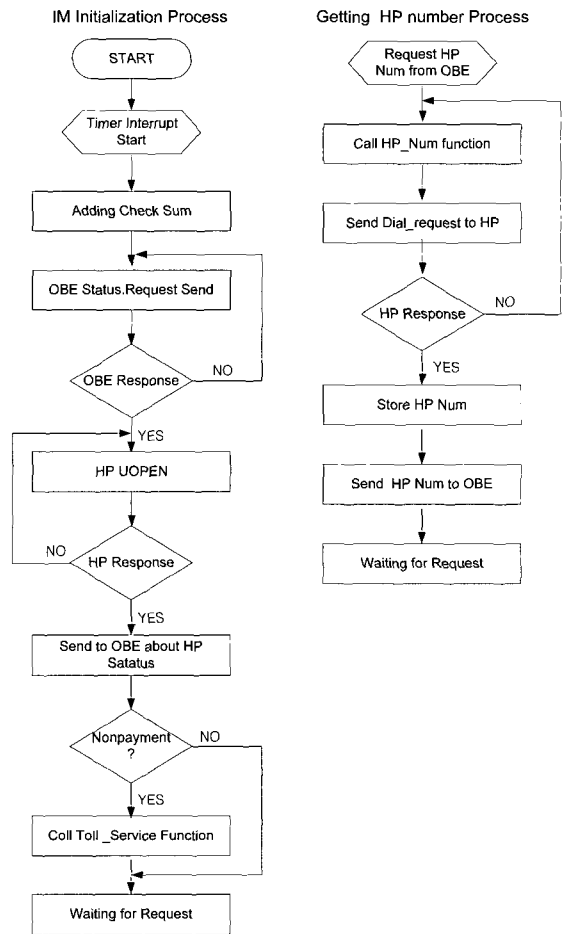 IM Initialization Process
START
Timer Interrupt
Start
Adding Check Sum
OBE Status.Request Send
OBE Response
NO
YES
HP UOPEN
HP Response
NO
YES
Send to OBE about HP
Satatus
Nonpayment
?
NO
YES
Coll Toll _Service Function
Waiting for Request
Getting HP number Process
Request HP
Num from OBE
Call HP_Num function
Send Dial_request to HP
HP Response
NO
YES
Store HP Num
Send HP Num to OBE
Waiting for Request